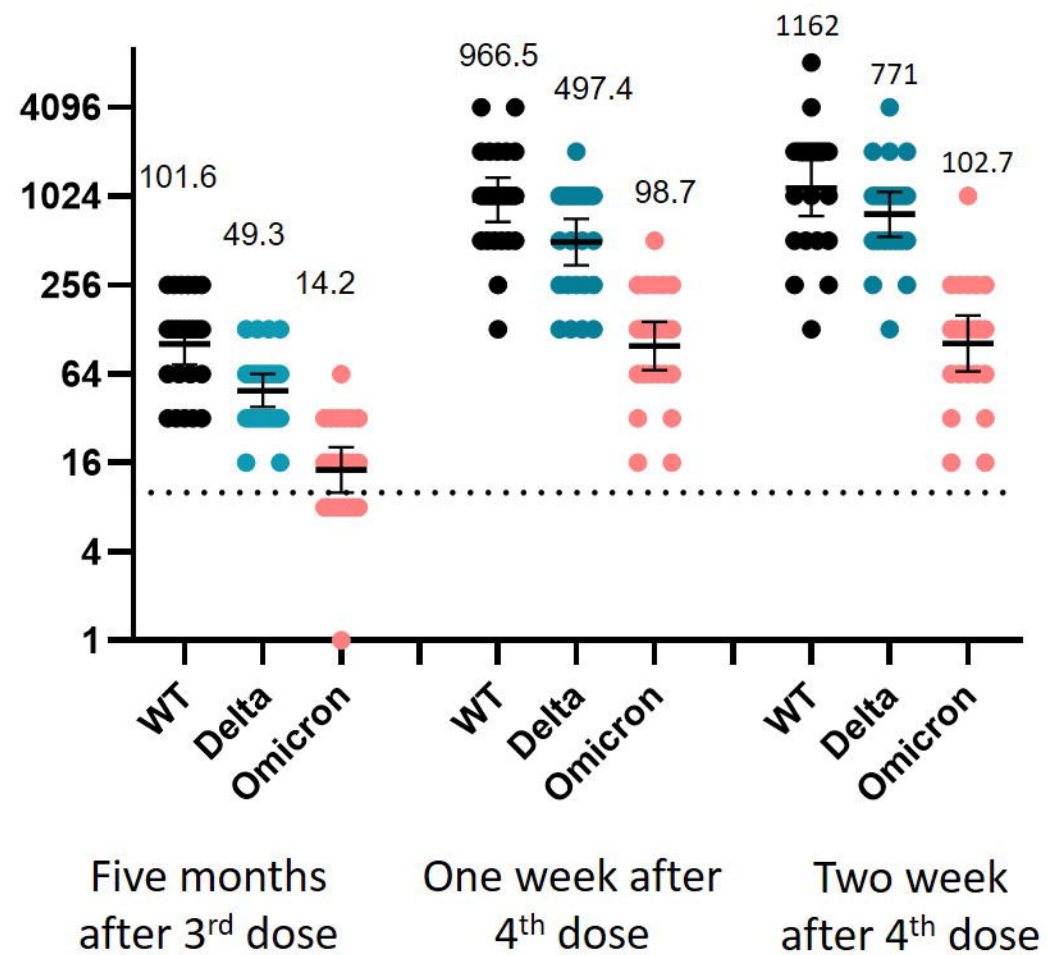 1162
966.5
771
497.4
4096
102.7
101.6
98.7
1024
49.3
14.2
256
64
16
4
1
WT Delta Omicron WT Delta Omicron WT Delta Omicron
Five months
after 3rd dose
One week after
4th dose
Two week
after 4th dose